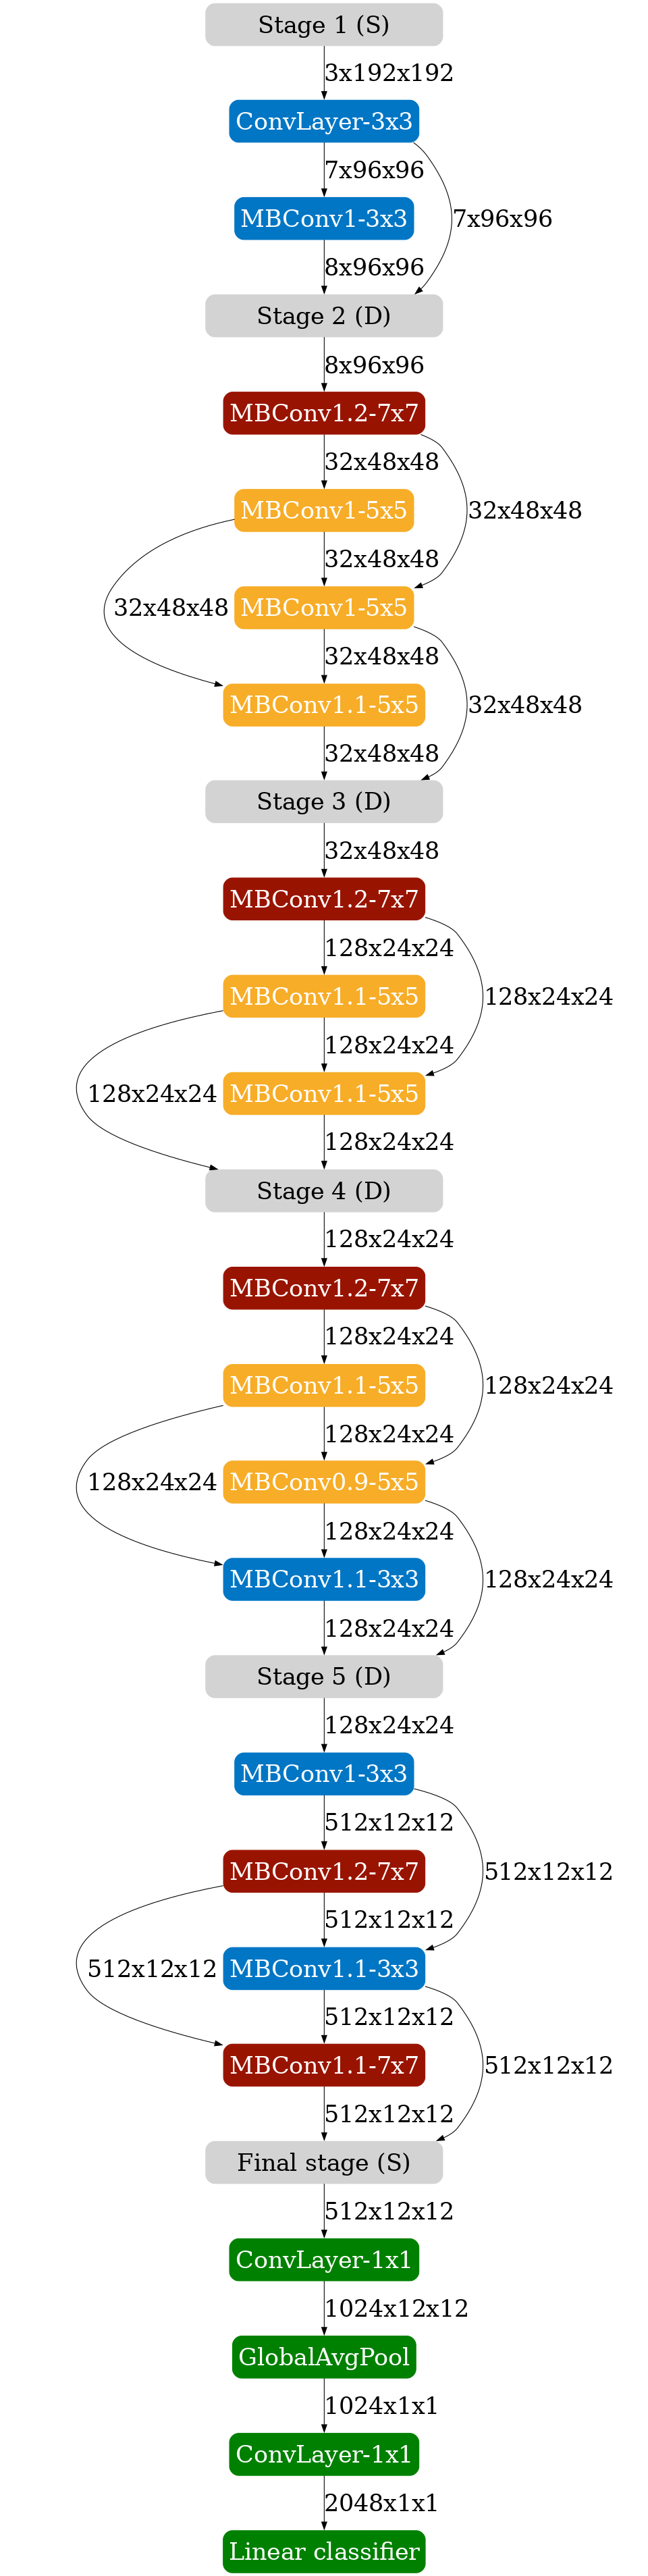 Stage 1 (S)
3x192x192
ConvLayer-3x3
7x96x96
MBConv1-3x3
7x96x96
8x96x96
Stage 2 (D)
8x96x96
MBConv1.2-7x7
32x48x48
MBConv1-5x5
32x48x48
32x48x48
MBConv1-5x5
32x48x48
32x48x48
MBConv1.1-5x5
32x48x48
32x48x48
Stage 3 (D)
32x48x48
MBConv1.2-7x7
128x24x24
MBConv1.1-5x5
128x24x24
128x24x24
MBConv1.1-5x5
128x24x24
128x24x24
Stage 4 (D)
128x24x24
MBConv1.2-7x7
128x24x24
MBConv1.1-5x5
128x24x24
128x24x24
MBConv0.9-5x5
128x24x24
128x24x24
MBConv1.1-3x3
128x24x24
128x24x24
Stage 5 (D)
128x24x24
MBConv1-3x3
512x12x12
MBConv1.2-7x7
512x12x12
512x12x12
MBConv1.1-3x3
512x12x12
512x12x12
MBConv1.1-7x7
512x12x12
512x12x12
Final stage (S)
512x12x12
ConvLayer-1x1
1024x12x12
GlobalAvgPool
1024x1x1
ConvLayer-1x1
2048x1x1
Linear classifier